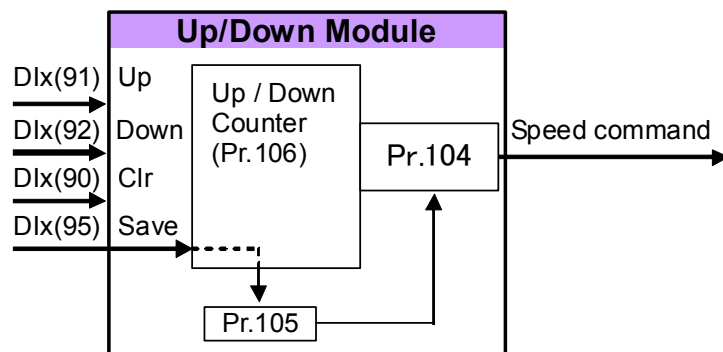 Up/Down Module
DIx(91) Up
DIx(92) Down
DIx(90) Clr
DIx(95) Save
Up / Down
Counter
(Pr.106)
Pr.104
Speed command
Pr.105